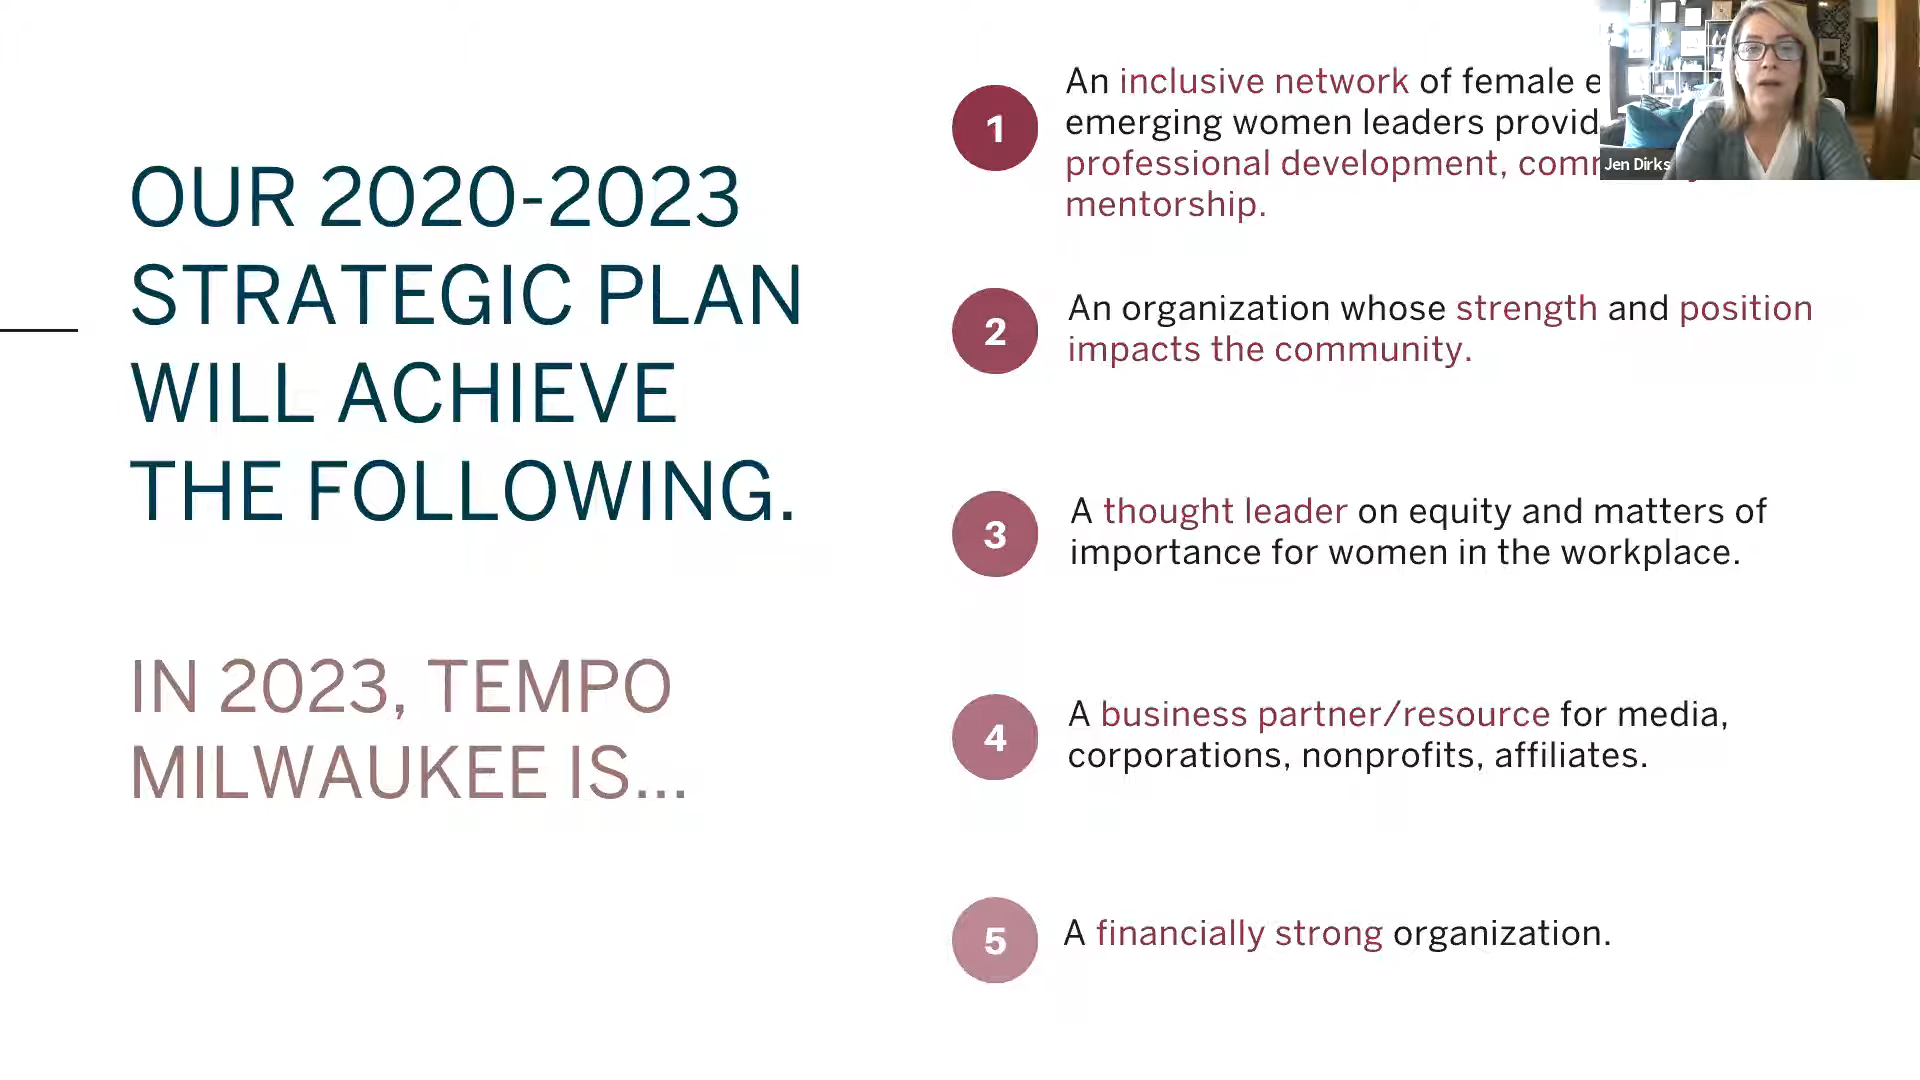 OUR 2020-2023
STRATEGIC PLAN
WILL ACHIEVE
THE FOLLOWING.
IN 2023, TEMPO
MILWAUKEE IS...
1
An inclusive network of female
emerging women leaders
professional development,
mentorship.
2
An organization whose strength and position
impacts the community.
3
A thought leader on equity and matters of
importance for women in the workplace.
4
A business partner/resource for media,
corporations, nonprofits, affiliates.
5
A financially strong organization.
Jen Dirks